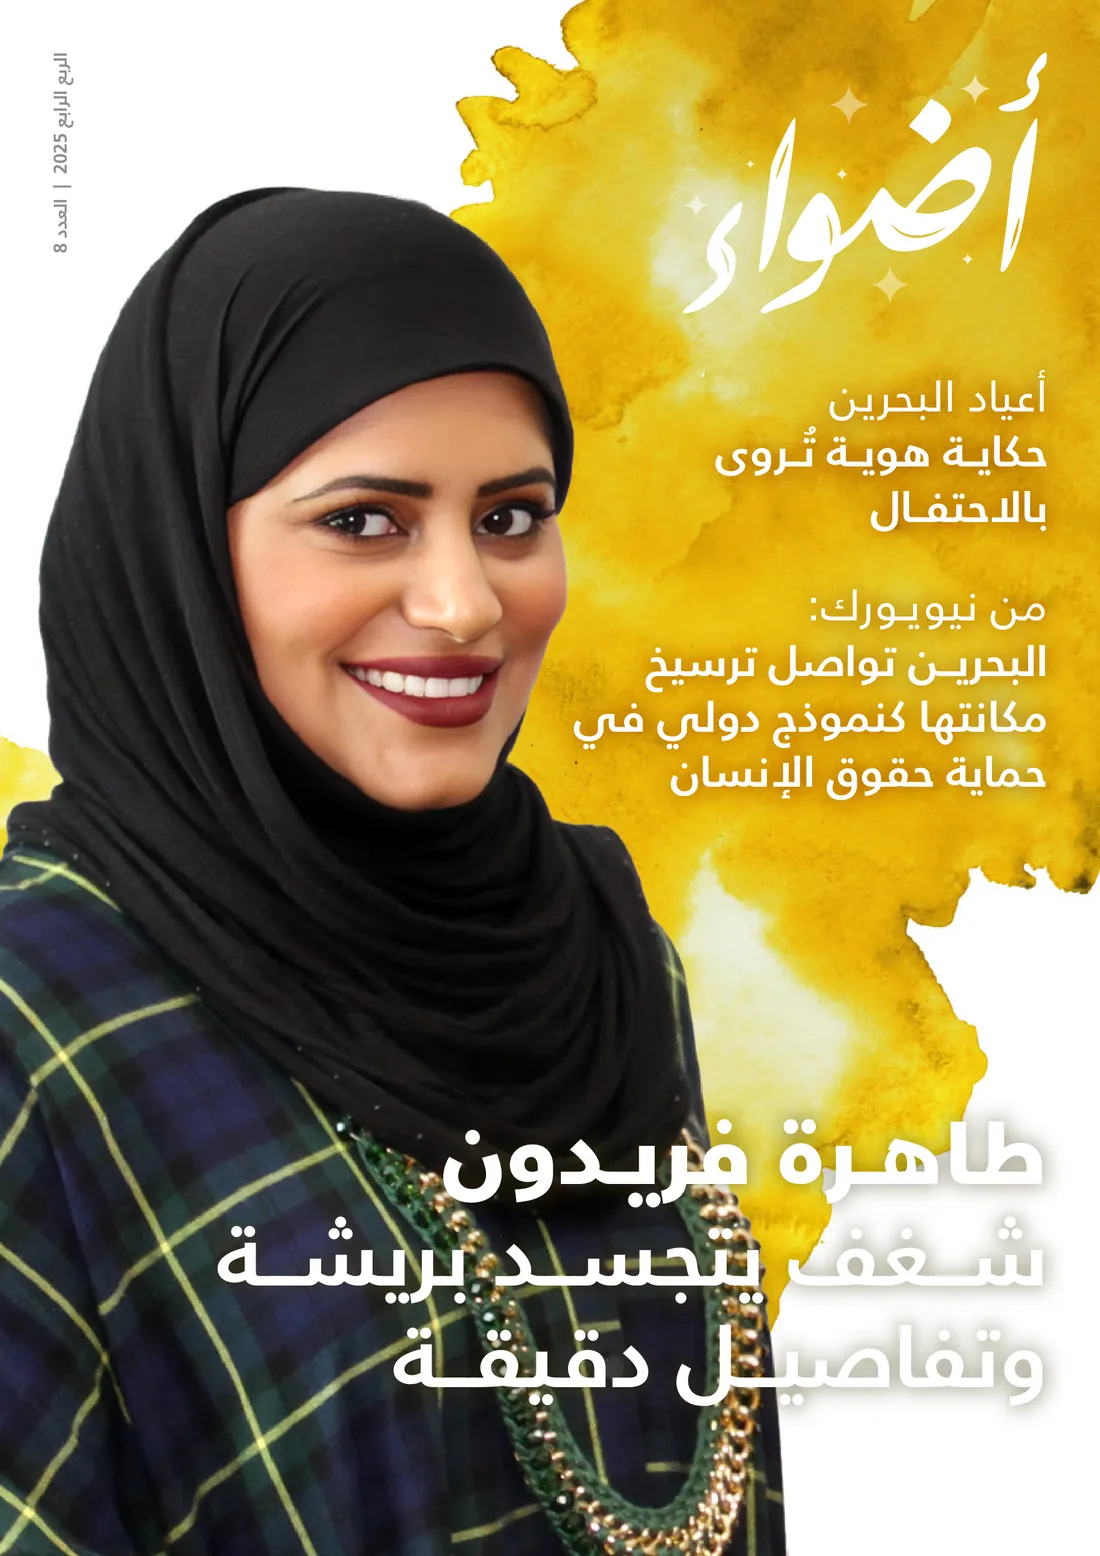 أضواء
الربع الرابع 2025 | العدد 8
أعياد البحرين
حكاية هوية تُروى
بالاحتفال
من نيويورك:
البحرين تواصل ترسيخ
مكانتها كنموذج دولي في
حماية حقوق الإنسان
طاهرة فريدون
شغف يتجسد بريشة
وتفاصيل دقيقة